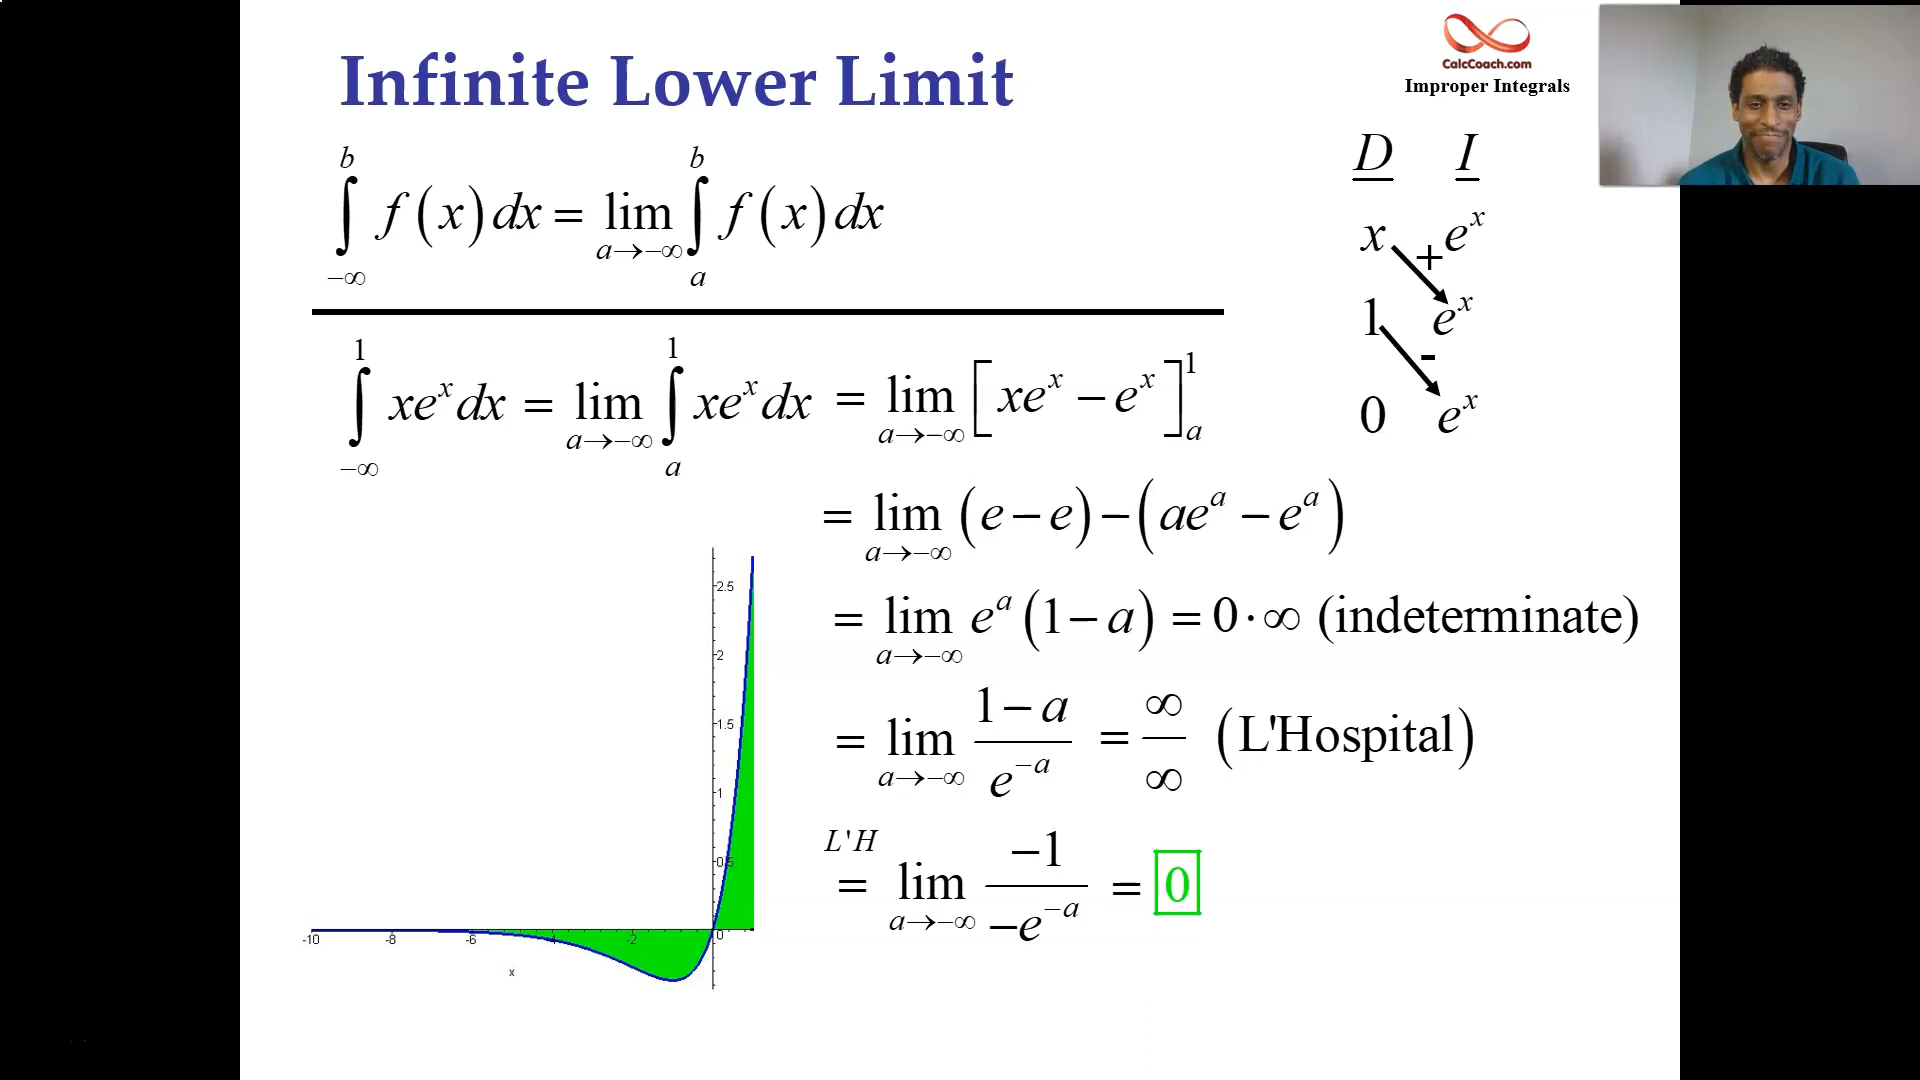 Infinite Lower Limit
CalcCoach.com
Improper Integrals
D I
x + e^x
1 e^x
-
0 e^x
∫_{−∞}^{b} f(x)dx = lim_{a→−∞} ∫_{a}^{b} f(x)dx
∫_{−∞}^{1} xe^x dx = lim_{a→−∞} ∫_{a}^{1} xe^x dx = lim_{a→−∞} [xe^x − e^x]_{a}^{1}
= lim_{a→−∞} (e − e) − (ae^a − e^a)
= lim_{a→−∞} e^a (1 − a) = 0 · ∞ (indeterminate)
= lim_{a→−∞} (1 − a)/(e^{−a}) = ∞/∞ (L'Hospital)
L'H
= lim_{a→−∞} −1/(−e^{−a}) = 0
2.5
2
1.5
1
0.5
-10 -8 -6 -4 -2 0
x